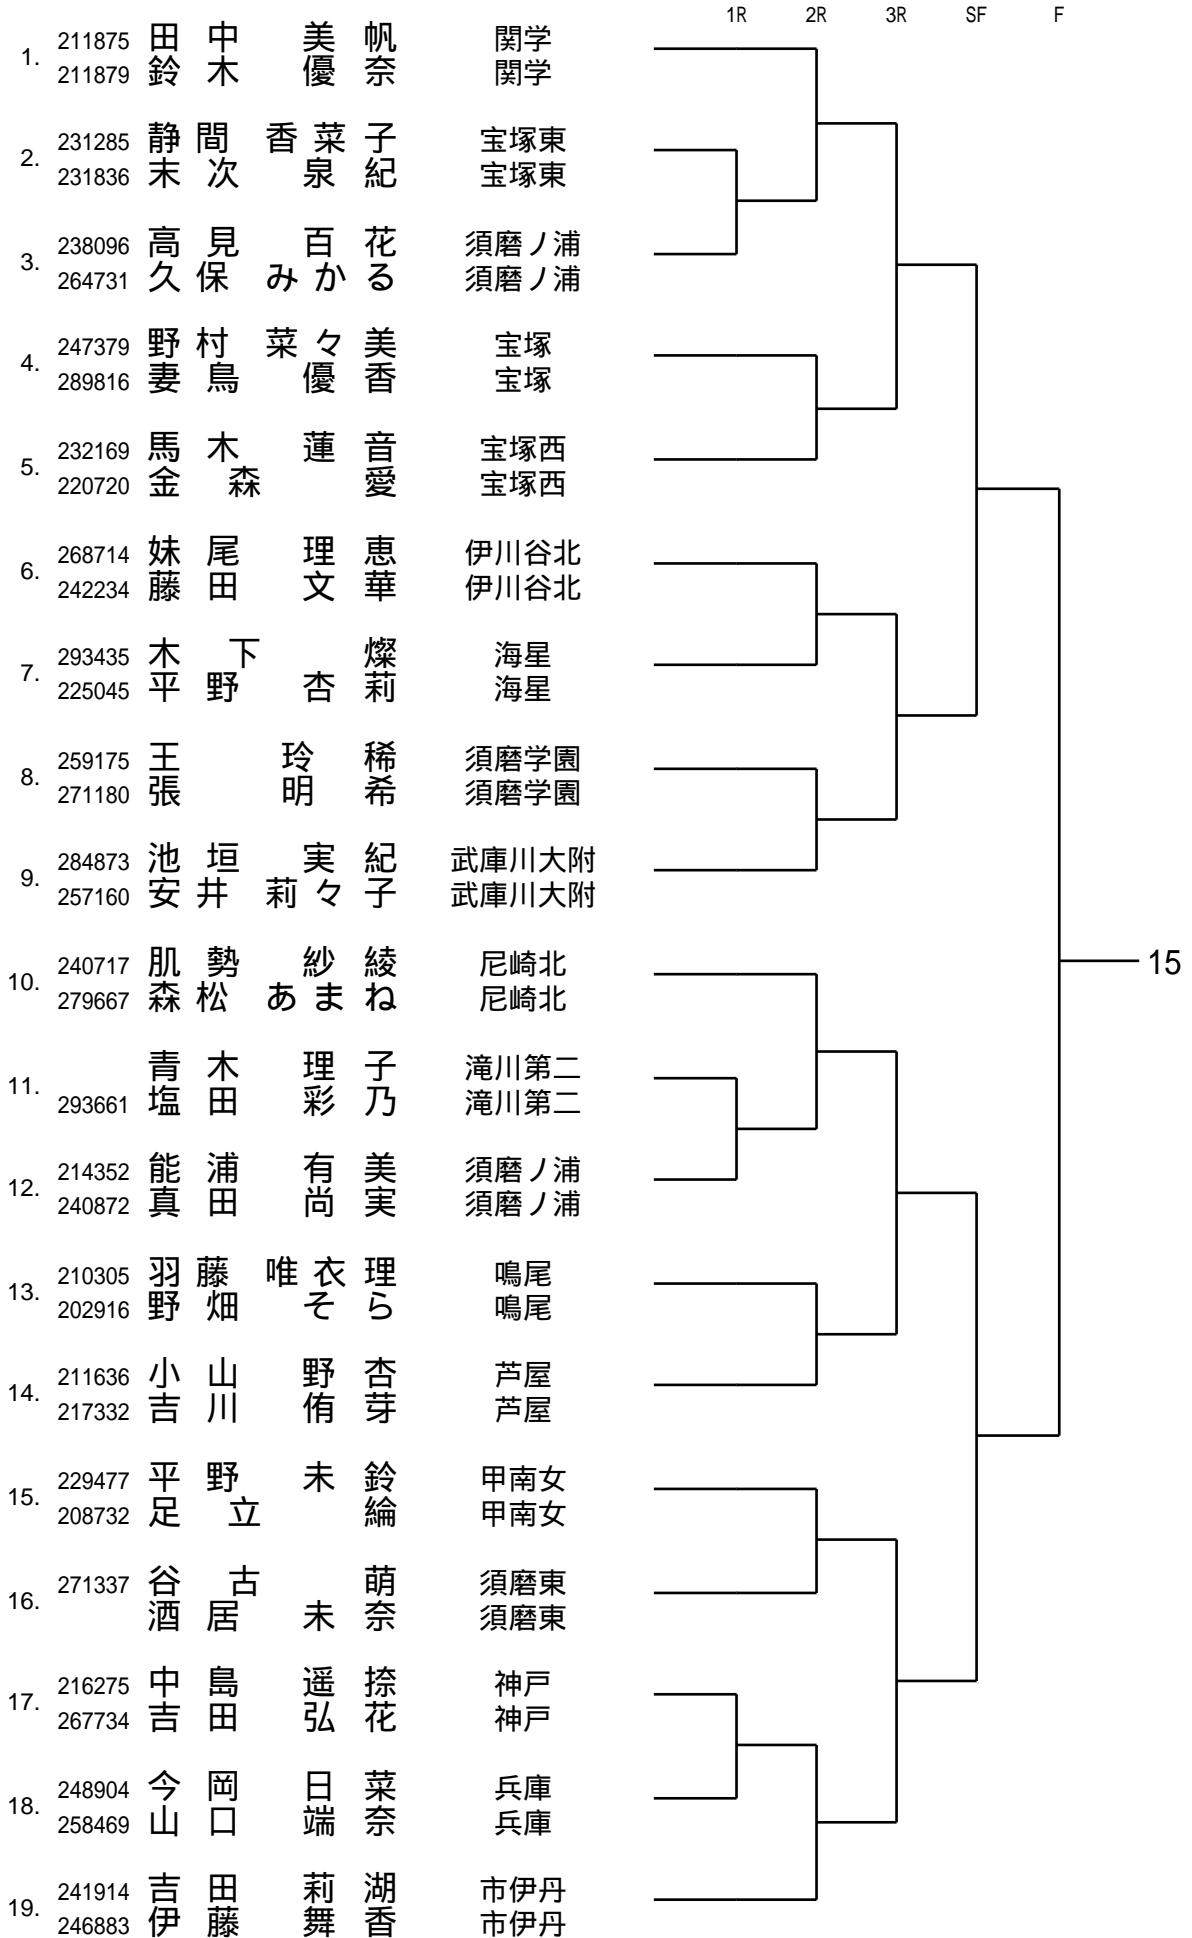 1R 2R 3R SF F
1.
211875 田中 美帆 関学
211879 鈴木 優奈 関学
2.
231285 静間 香菜子 宝塚東
231836 末次 泉紀 宝塚東
3.
238096 高見 百花 須磨ノ浦
264731 久保 みかる 須磨ノ浦
4.
247379 野村 菜々美 宝塚
289816 妻鳥 優香 宝塚
5.
232169 馬木 蓮音 宝塚西
220720 金森 愛 宝塚西
6.
268714 妹尾 理恵 伊川谷北
242234 藤田 文華 伊川谷北
7.
293435 木下 燦 海星
225045 平野 杏莉 海星
8.
259175 王 玲稀 須磨学園
271180 張 明希 須磨学園
9.
284873 池垣 実紀 武庫川大附
257160 安井 莉々子 武庫川大附
10.
240717 肌勢 紗綾 尼崎北
279667 森松 あまね 尼崎北
15
11.
青木 理子 滝川第二
293661 塩田 彩乃 滝川第二
12.
214352 能浦 有美 須磨ノ浦
240872 真田 尚実 須磨ノ浦
13.
210305 羽藤 唯衣理 鳴尾
202916 野畑 そら 鳴尾
14.
211636 小山 野杏 芦屋
217332 吉川 侑芽 芦屋
15.
229477 平野 未鈴 甲南女
208732 足立 綸 甲南女
16.
271337 谷古 萌 須磨東
酒居 未奈 須磨東
17.
216275 中島 遥捺 神戸
267734 吉田 弘花 神戸
18.
248904 今岡 日菜 兵庫
258469 山口 端奈 兵庫
19.
241914 吉田 莉湖 市伊丹
246883 伊藤 舞香 市伊丹